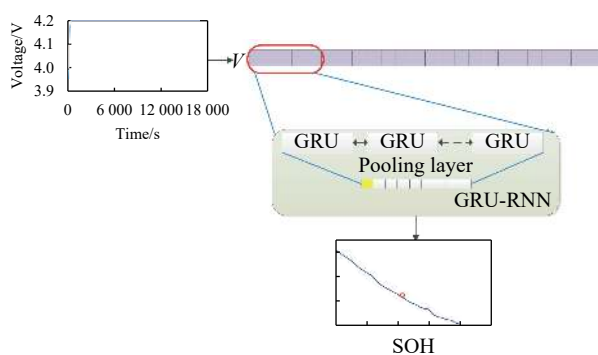 Voltage/V
4.2
4.1
4.0
3.9
0
6 000
12 000
18 000
Time/s
V
GRU
GRU
GRU
Pooling layer
GRU-RNN
SOH